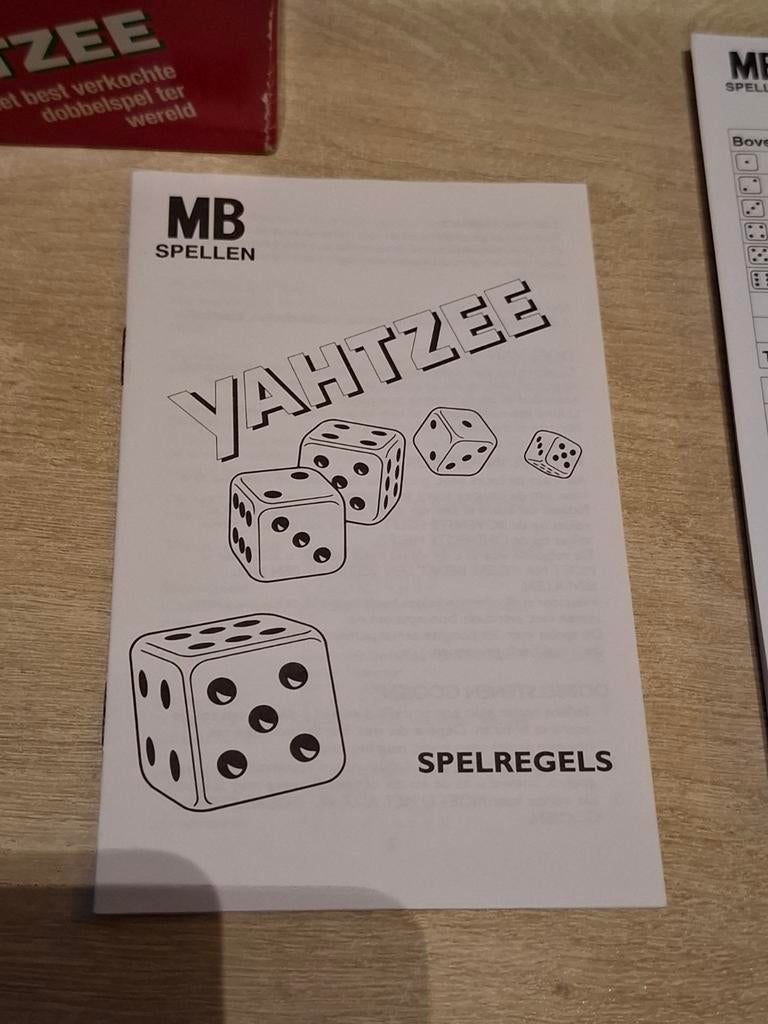 TZEE
et best verkochte
dobbelspel ter
wereld
MB
SPELLEN
YAHTZEE
SPELREGELS
MB
SPELL
Bove